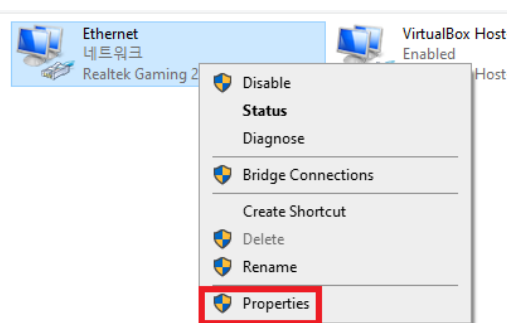 Ethernet
네트워크
Realtek Gaming 2
VirtualBox Host
Enabled
Host
Disable
Status
Diagnose
Bridge Connections
Create Shortcut
Delete
Rename
Properties